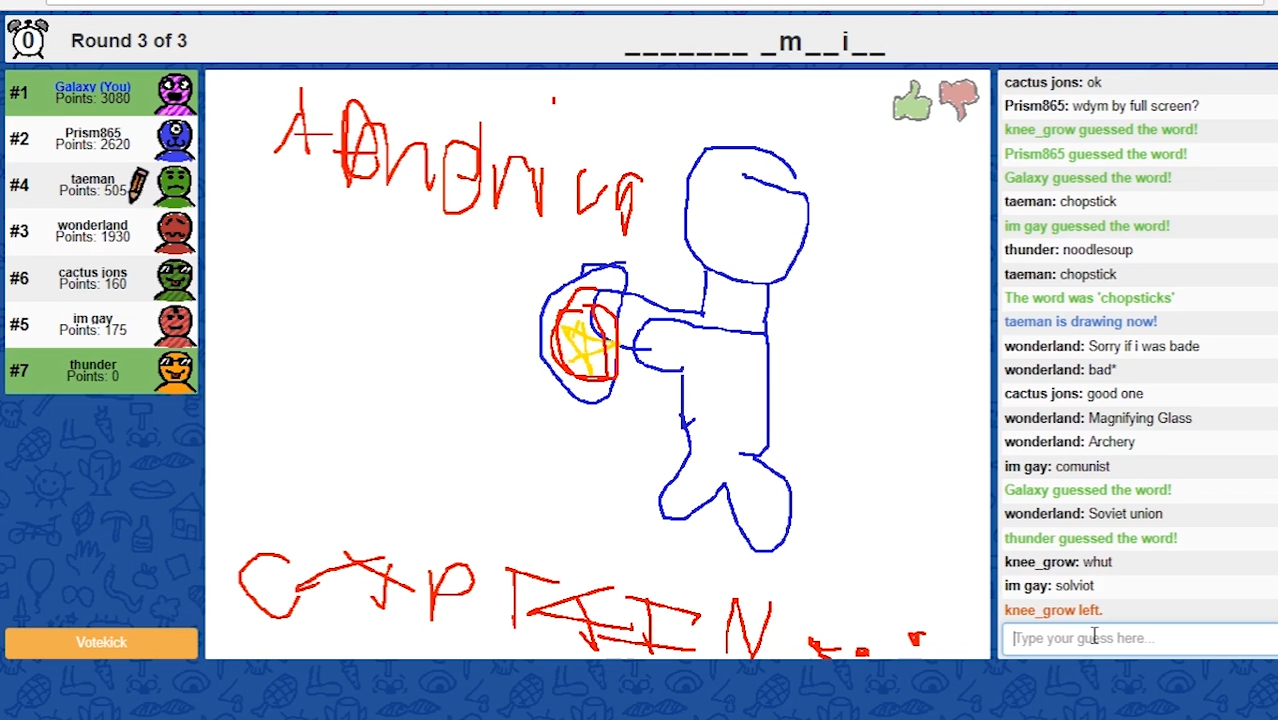 0
Round 3 of 3
_______ _m__i__
#1 Galaxy (You)
Points: 3080
#2 Prism865
Points: 2620
#4 taeman
Points: 505
#3 wonderland
Points: 1930
#6 cactus jons
Points: 160
#5 im gay
Points: 175
#7 thunder
Points: 0
Votekick
CAPTAIN
cactus jons: ok
Prism865: wdym by full screen?
knee_grow guessed the word!
Prism865 guessed the word!
Galaxy guessed the word!
taeman: chopstick
im gay guessed the word!
thunder: noodlesoup
taeman: chopstick
The word was 'chopsticks'
taeman is drawing now!
wonderland: Sorry if i was bade
wonderland: bad*
cactus jons: good one
wonderland: Magnifying Glass
wonderland: Archery
im gay: comunist
Galaxy guessed the word!
wonderland: Soviet union
thunder guessed the word!
knee_grow: whut
im gay: solviot
knee_grow left.
Type your guess here...